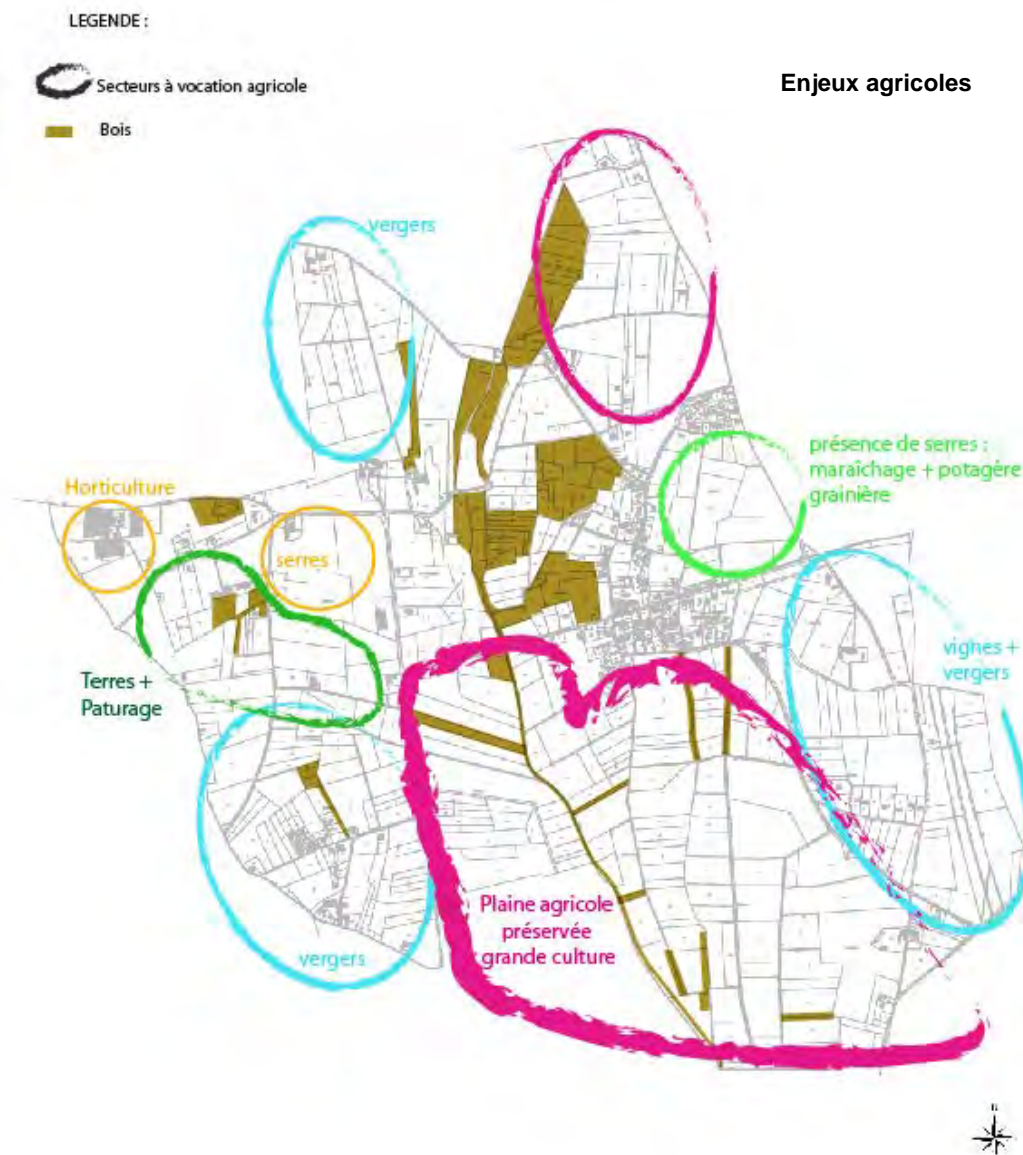 LEGENDE :
Secteurs à vocation agricole
Bois
Enjeux agricoles
vergers
présence de serres :
maraîchage + potagère
grainière
Horticulture
serres
Terres +
Paturage
vighes +
vergers
Plaine agricole
préservée
grande culture
vergers